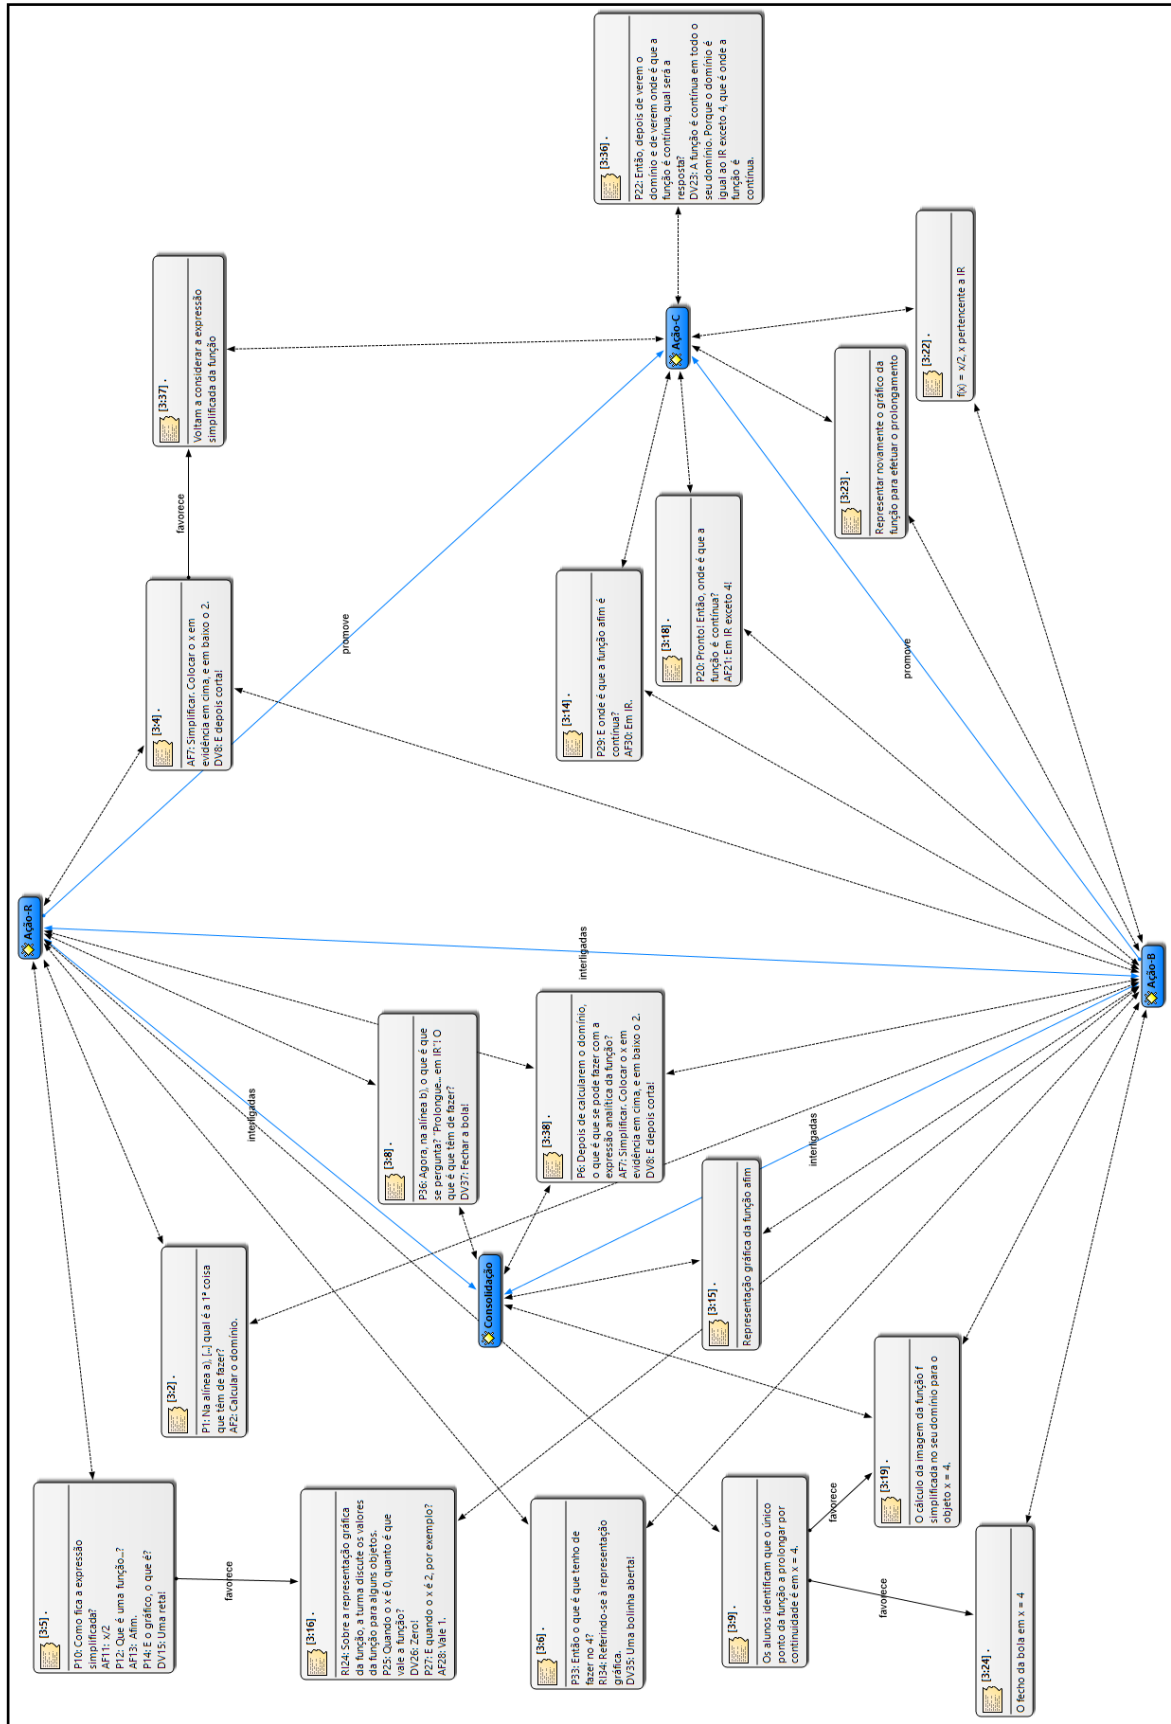 [3:5] .
P10: Como fica a expressão
simplificada?
AF11: x/2
P12: Que é uma função...?
AF13: Afim.
P14: E o gráfico, o que é?
DV15: Uma reta!
favorece
[3:16] .
RI24: Sobre a representação gráfica
da função, a turma discute os valores
da função para alguns objetos.
P25: Quando o x é 0, quanto é que
vale a função?
DV26: Zero!
P27: E quando o x é 2, por exemplo?
AF28: Vale 1.
[3:6] .
P33: Então o que é que tenho de
fazer no 4?
RI34: Referindo-se à representação
gráfica.
DV35: Uma bolinha aberta!
[3:9] .
Os alunos identificam que o único
ponto da função a prolongar por
continuidade é em x = 4.
favorece
favorece
[3:24] .
O fecho da bola em x = 4
[3:2] .
P1: Na alínea a), [...] qual é a 1ª coisa
que têm de fazer?
AF2: Calcular o domínio.
Consolidação
[3:19] .
O cálculo da imagem da função f
simplificada no seu domínio para o
objeto x = 4.
interligadas
[3:8] .
P36: Agora, na alínea b), o que é que
se pergunta? "Prolongue... em IR"! O
que é que têm de fazer?
DV37: Fechar a bola!
[3:38] .
P6: Depois de calcularem o domínio,
o que é que se pode fazer com a
expressão analítica da função?
AF7: Simplificar. Colocar o x em
evidência em cima, e em baixo o 2.
DV8: E depois corta!
[3:15] .
Representação gráfica da função afim
interligadas
Ação-R
interligadas
Ação-B
[3:4] .
AF7: Simplificar. Colocar o x em
evidência em cima, e em baixo o 2.
DV8: E depois corta!
favorece
promove
[3:14] .
P29: E onde é que a função afim é
contínua?
AF30: Em IR.
[3:18] .
P20: Pronto! Então, onde é que a
função é contínua?
AF21: Em IR exceto 4!
promove
[3:37] .
Voltam a considerar a expressão
simplificada da função
Ação-C
[3:23] .
Representar novamente o gráfico da
função para efetuar o prolongamento
[3:22] .
f(x) = x/2, x pertencente a IR
[3:36] .
P22: Então, depois de verem o
domínio e de verem onde é que a
função é contínua, qual será a
resposta?
DV23: A função é contínua em todo o
seu domínio. Porque o domínio é
igual ao IR exceto 4, que é onde a
função é
contínua.